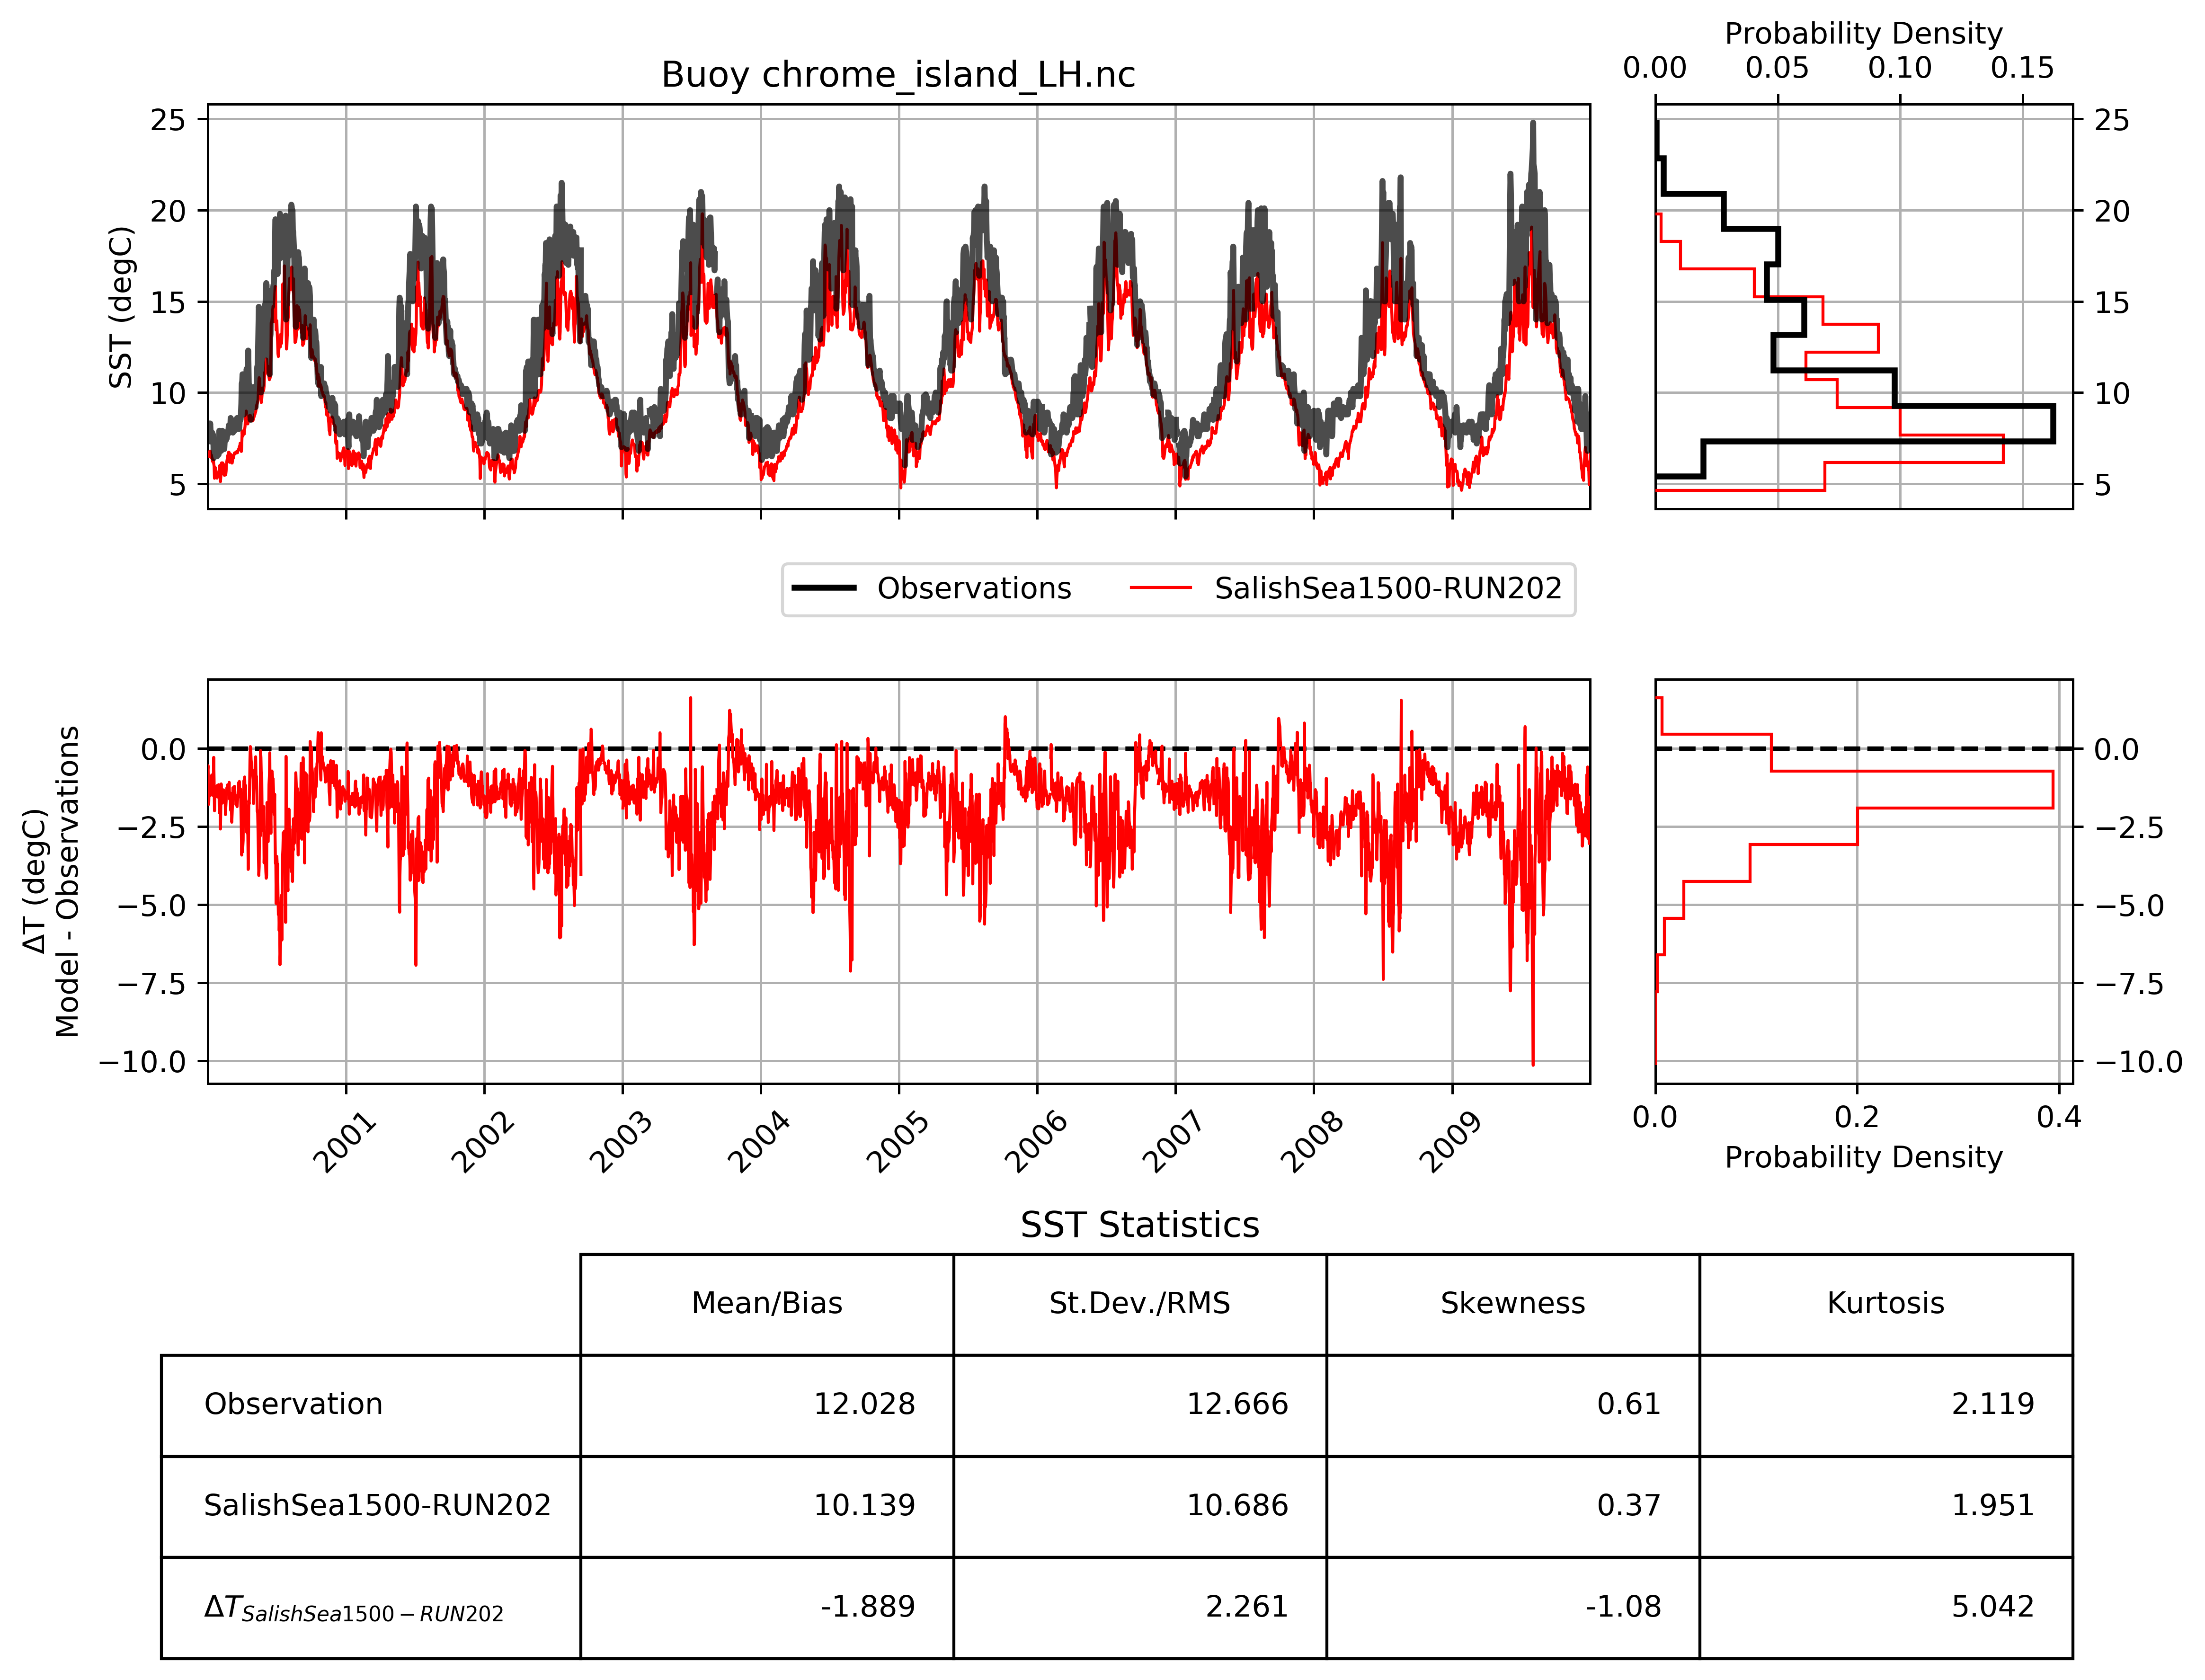 Probability Density
0.00 0.05 0.10 0.15
Buoy chrome_island_LH.nc
25
20
15
10
5
SST (degC)
25
20
15
10
5
Observations SalishSea1500-RUN202
0.0
−2.5
−5.0
−7.5
−10.0
ΔT (degC)
Model - Observations
0.0
−2.5
−5.0
−7.5
−10.0
2001 2002 2003 2004 2005 2006 2007 2008 2009
0.0 0.2 0.4
Probability Density
SST Statistics
Mean/Bias St.Dev./RMS Skewness Kurtosis
Observation 12.028 12.666 0.61 2.119
SalishSea1500-RUN202 10.139 10.686 0.37 1.951
ΔT SalishSea1500−RUN202 -1.889 2.261 -1.08 5.042